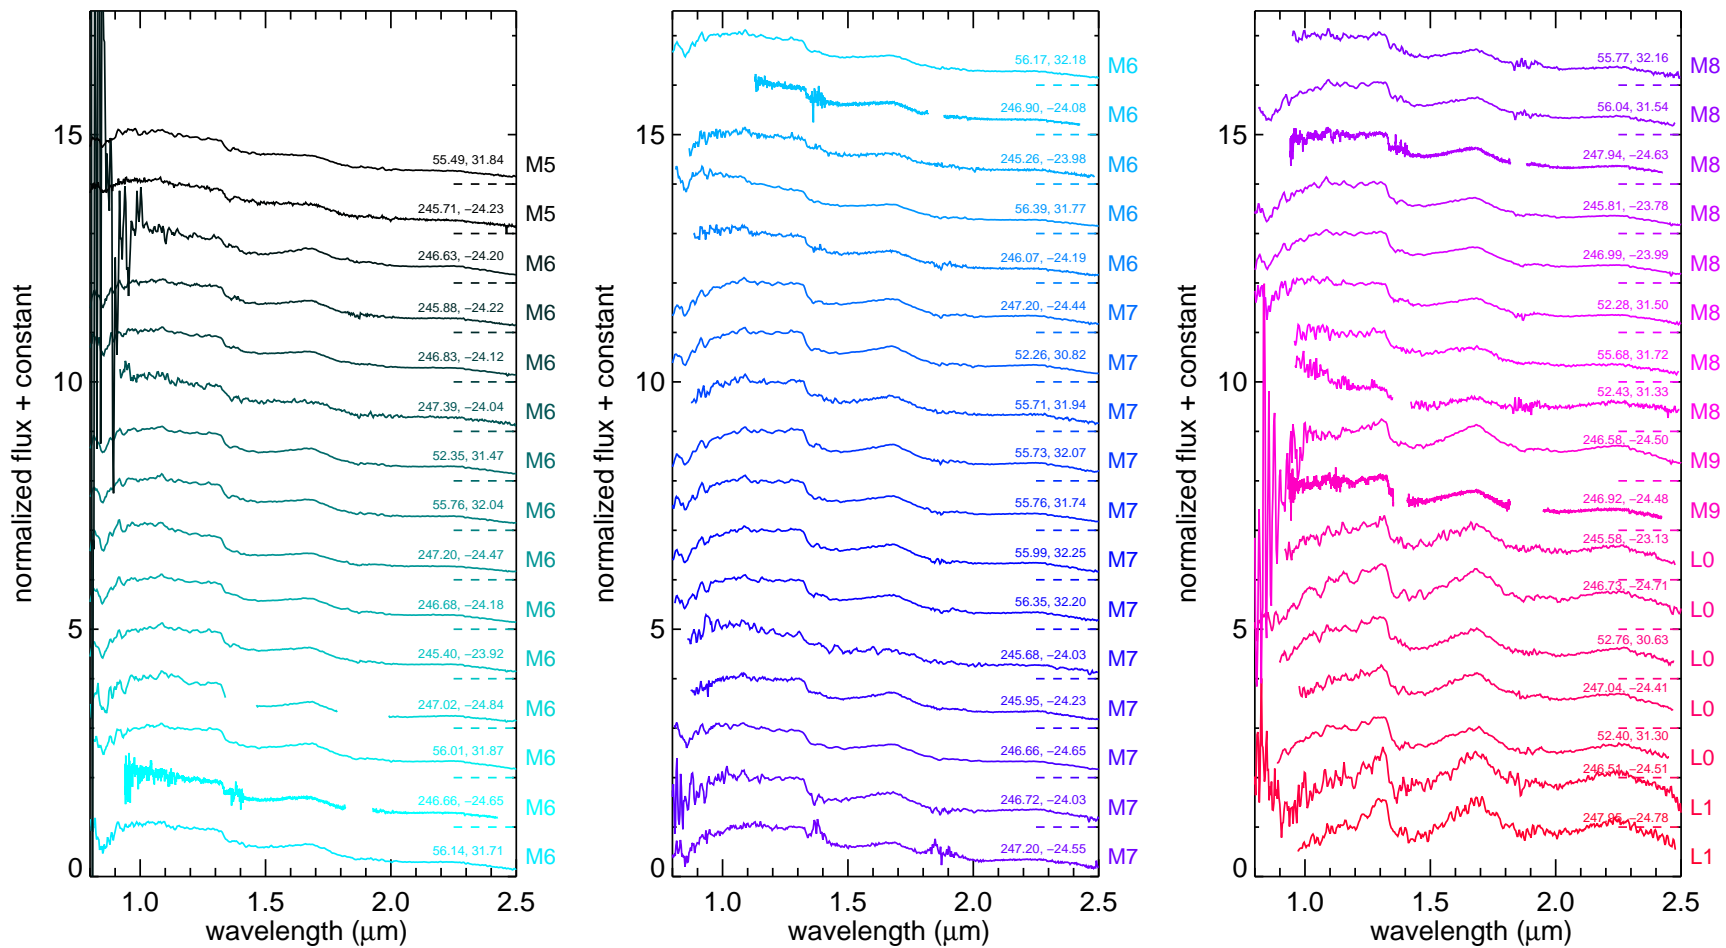 normalized flux + constant
15
10
5
0
55.49, 31.84 M5
245.71, −24.23 M5
246.63, −24.20 M6
245.88, −24.22 M6
246.83, −24.12 M6
247.39, −24.04 M6
52.35, 31.47 M6
55.76, 32.04 M6
247.20, −24.47 M6
246.68, −24.18 M6
245.40, −23.92 M6
247.02, −24.84 M6
56.01, 31.87 M6
246.66, −24.65 M6
56.14, 31.71 M6
1.0 1.5 2.0 2.5
wavelength (μm)
normalized flux + constant
15
10
5
0
56.17, 32.18 M6
246.90, −24.08 M6
245.26, −23.98 M6
56.39, 31.77 M6
246.07, −24.19 M6
247.20, −24.44 M7
52.26, 30.82 M7
55.71, 31.94 M7
55.73, 32.07 M7
55.76, 31.74 M7
55.99, 32.25 M7
56.35, 32.20 M7
245.68, −24.03 M7
245.95, −24.23 M7
246.66, −24.65 M7
246.72, −24.03 M7
247.20, −24.55 M7
1.0 1.5 2.0 2.5
wavelength (μm)
normalized flux + constant
15
10
5
0
55.77, 32.16 M8
56.04, 31.54 M8
247.94, −24.63 M8
245.81, −23.78 M8
246.99, −23.99 M8
52.28, 31.50 M8
55.68, 31.72 M8
52.43, 31.33 M8
246.58, −24.50 M9
246.92, −24.48 M9
245.58, −23.13 L0
246.73, −24.71 L0
52.76, 30.63 L0
247.04, −24.41 L0
52.40, 31.30 L0
246.51, −24.51 L1
247.95, −24.78 L1
1.0 1.5 2.0 2.5
wavelength (μm)